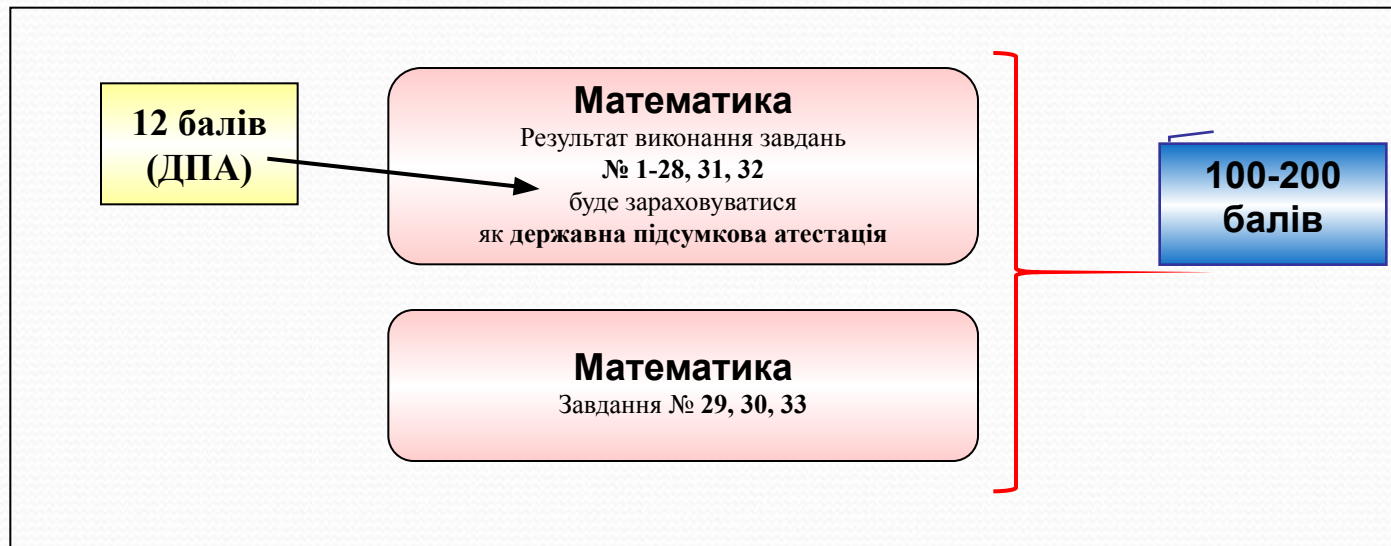 12 балів
(ДПА)
Математика
Результат виконання завдань
№ 1-28, 31, 32
буде зараховуватися
як державна підсумкова атестація
Математика
Завдання № 29, 30, 33
100-200
балів